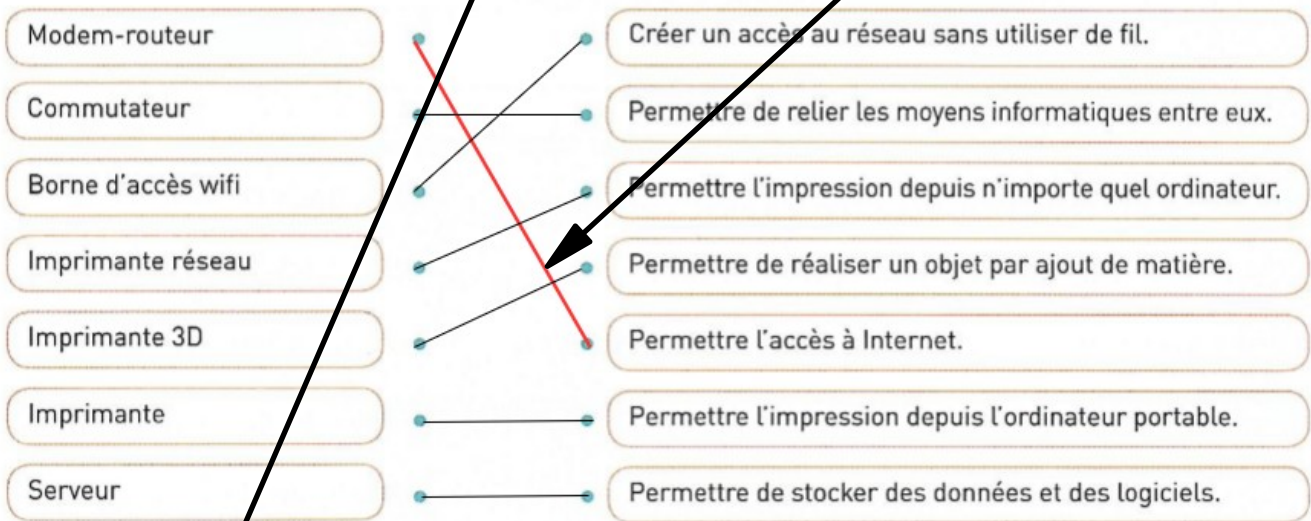 Modem-routeur
Créer un accès au réseau sans utiliser de fil.
Commutateur
Permettre de relier les moyens informatiques entre eux.
Borne d'accès wifi
Permettre l'impression depuis n'importe quel ordinateur.
Imprimante réseau
Permettre de réaliser un objet par ajout de matière.
Imprimante 3D
Permettre l'accès à Internet.
Imprimante
Permettre l'impression depuis l'ordinateur portable.
Serveur
Permettre de stocker des données et des logiciels.